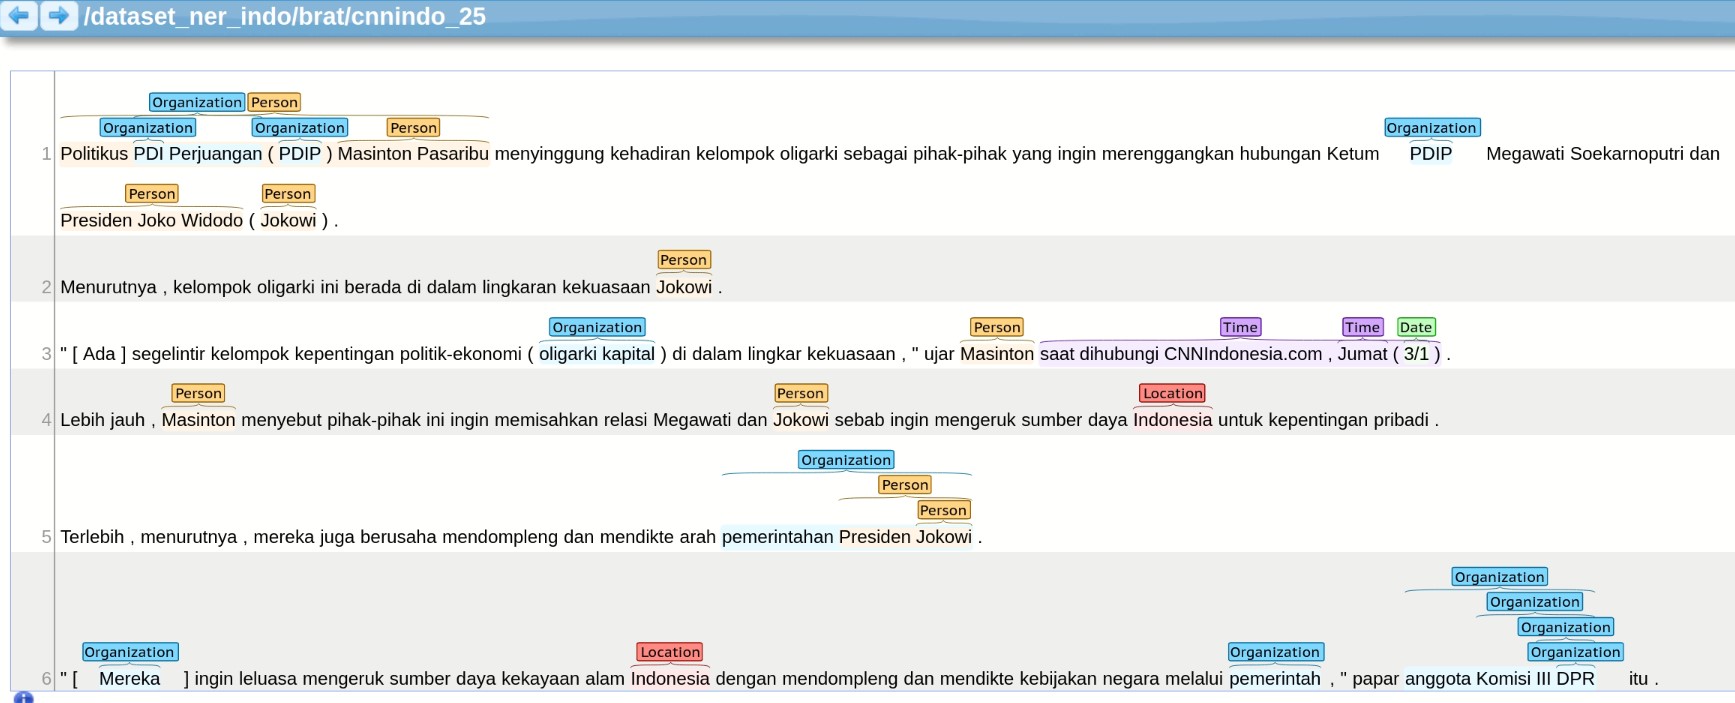 /dataset_ner_indo/brat/cnnindo_25
Organization Person
Organization Organization Person Organization
1 Politikus PDI Perjuangan ( PDIP ) Masinton Pasaribu menyinggung kehadiran kelompok oligarki sebagai pihak-pihak yang ingin merenggangkan hubungan Ketum PDIP Megawati Soekarnoputri dan
Person Person
Presiden Joko Widodo ( Jokowi ) .
Person
2 Menurutnya , kelompok oligarki ini berada di dalam lingkaran kekuasaan Jokowi .
Organization Person Time Time Date
3 " [ Ada ] segelintir kelompok kepentingan politik-ekonomi ( oligarki kapital ) di dalam lingkar kekuasaan , " ujar Masinton saat dihubungi CNNIndonesia.com , Jumat ( 3/1 ) .
Person Person Location
4 Lebih jauh , Masinton menyebut pihak-pihak ini ingin memisahkan relasi Megawati dan Jokowi sebab ingin mengeruk sumber daya Indonesia untuk kepentingan pribadi .
Organization
Person
Person
5 Terlebih , menurutnya , mereka juga berusaha mendompleng dan mendikte arah pemerintahan Presiden Jokowi .
Organization
Organization
Organization
Organization Location Organization Organization
6 " [ Mereka ] ingin leluasa mengeruk sumber daya kekayaan alam Indonesia dengan mendompleng dan mendikte kebijakan negara melalui pemerintah , " papar anggota Komisi III DPR itu .